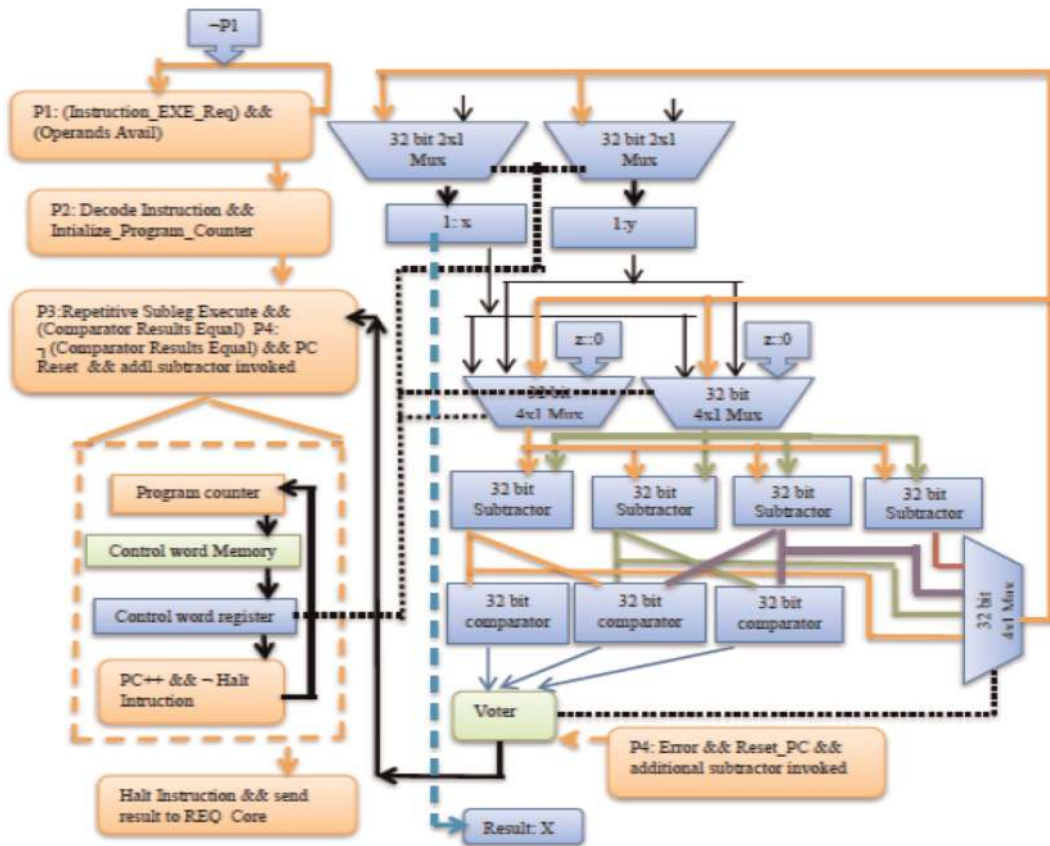 ¬P1
P1: (Instruction_EXE_Req) &&
(Operands Avail)
P2: Decode Instruction &&
Intialize_Program_Counter
P3:Repetitive Subleg Execute &&
(Comparator Results Equal) P4:
┐(Comparator Results Equal) && PC
Reset && addl.subtractor invoked
Program counter
Control word Memory
Control word register
PC++ && ¬ Halt
Intruction
Halt Instruction && send
result to REQ_Core
32 bit 2x1
Mux
32 bit 2x1
Mux
1: x
1:y
z::0
z::0
32 bit
4x1 Mux
32 bit
4x1 Mux
32 bit
Subtractor
32 bit
Subtractor
32 bit
Subtractor
32 bit
Subtractor
32 bit
comparator
32 bit
comparator
32 bit
comparator
32 bit
4x1 Mux
Voter
P4: Error && Reset_PC &&
additional subtractor invoked
Result: X